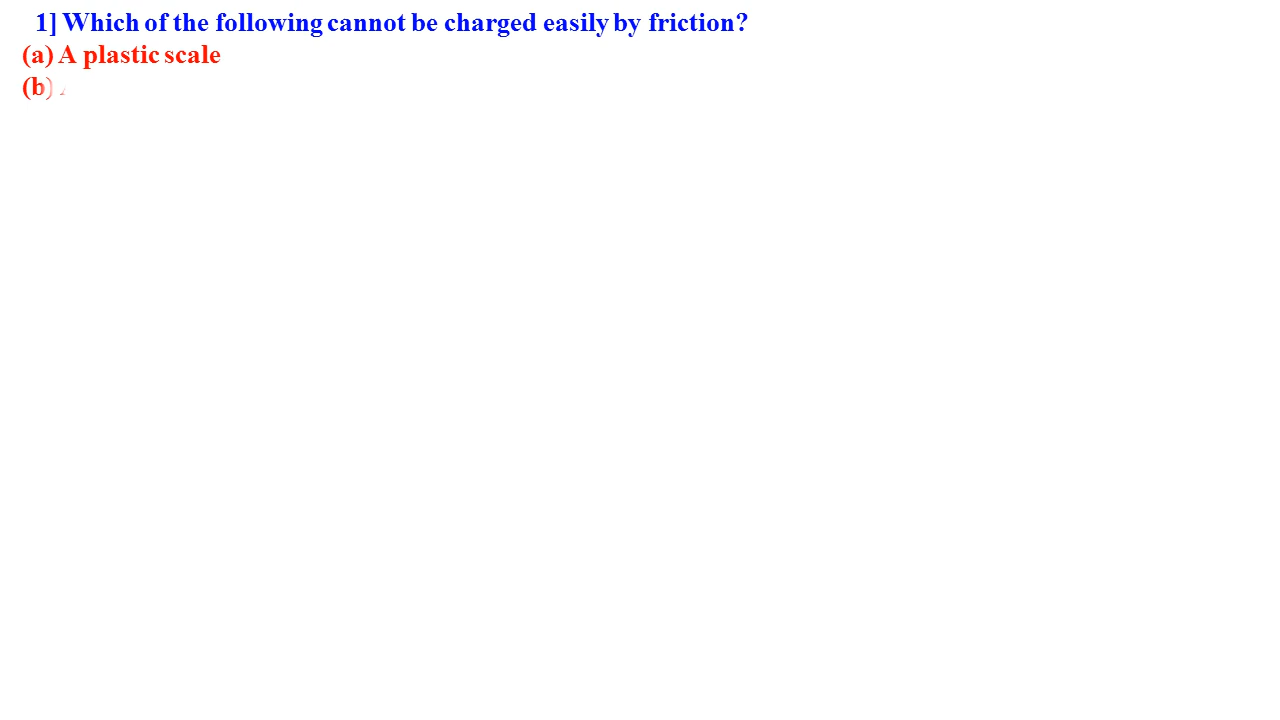 1] Which of the following cannot be charged easily by friction?
(a) A plastic scale
(b)